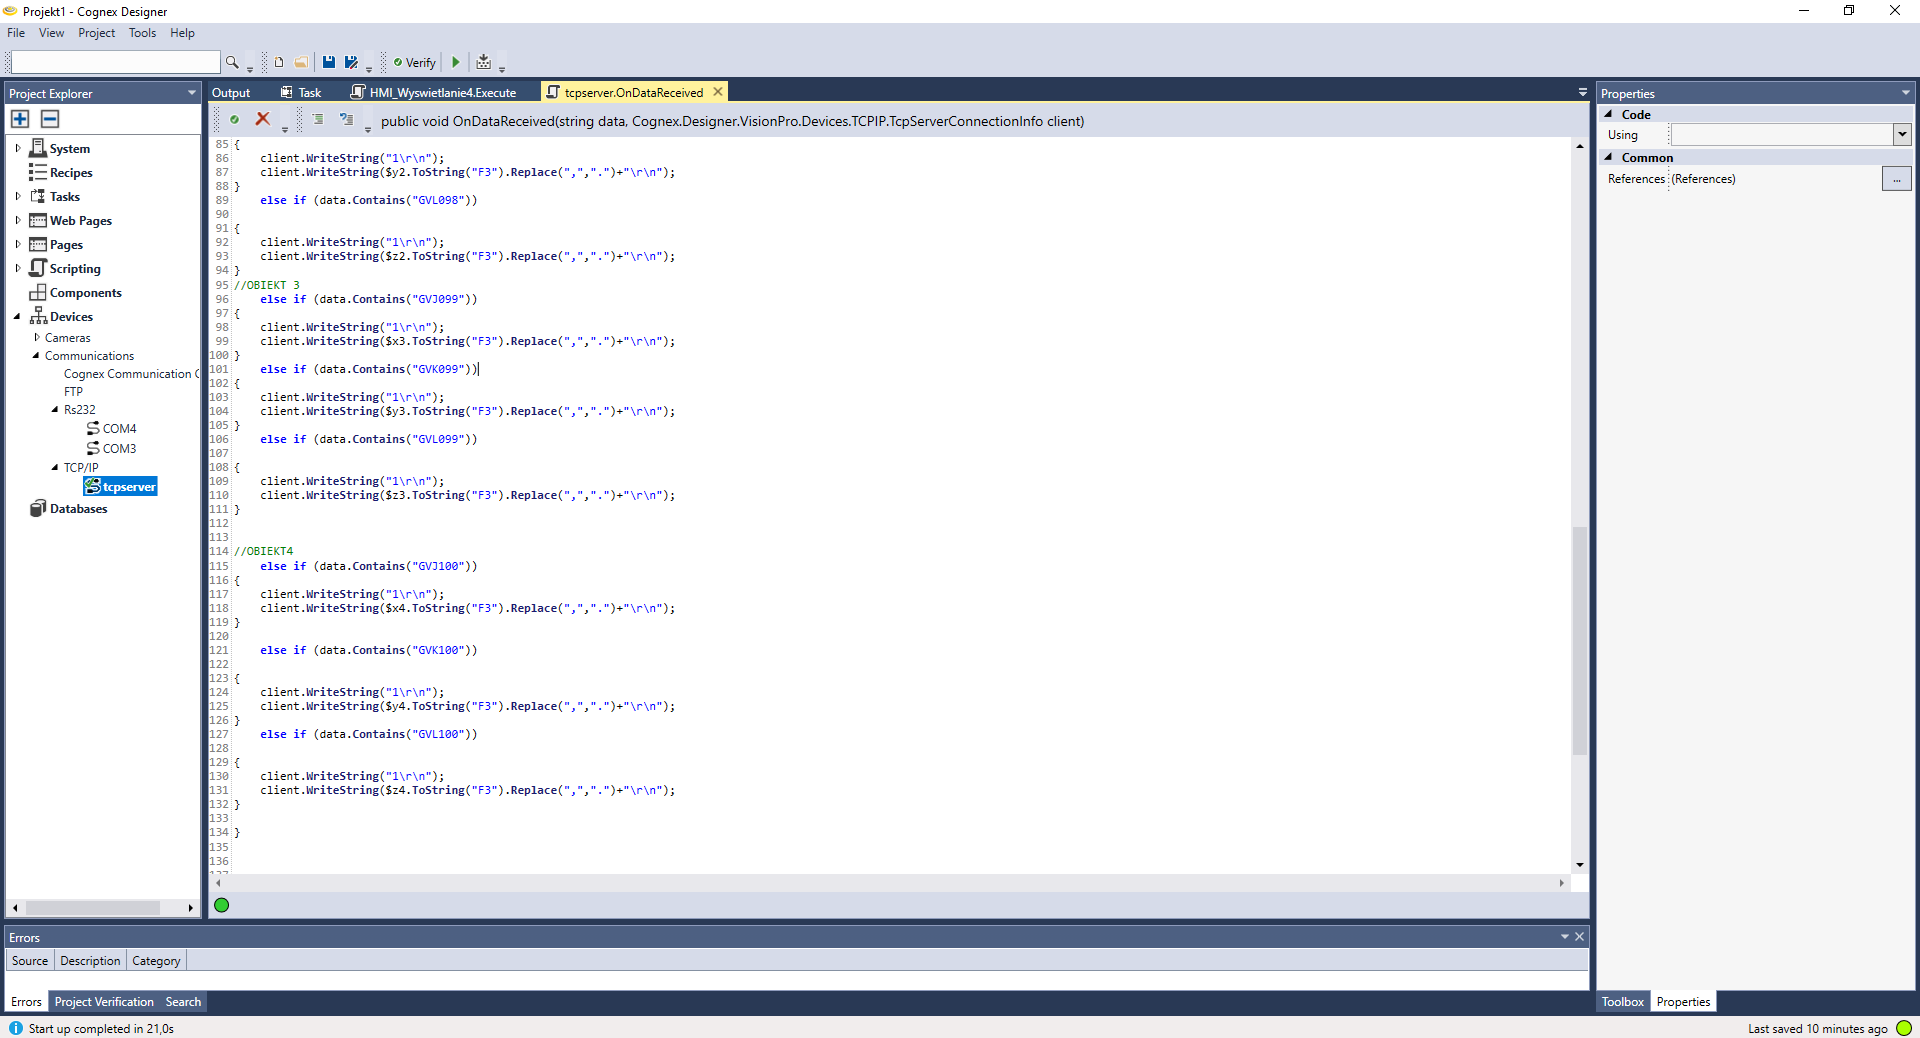 Projekt1 - Cognex Designer
File View Project Tools Help
Verify
Project Explorer
System
Recipes
Tasks
Web Pages
Pages
Scripting
Components
Devices
Cameras
Communications
Cognex Communication C
FTP
Rs232
COM4
COM3
TCP/IP
tcpserver
Databases
Output Task HMI_Wyswietlanie4.Execute tcpserver.OnDataReceived
public void OnDataReceived(string data, Cognex.Designer.VisionPro.Devices.TCPIP.TcpServerConnectionInfo client)
85 {
86 client.WriteString("1\r\n");
87 client.WriteString($y2.ToString("F3").Replace(",",".")+"\r\n");
88 }
89 else if (data.Contains("GVL098"))
90
91 {
92 client.WriteString("1\r\n");
93 client.WriteString($z2.ToString("F3").Replace(",",".")+"\r\n");
94 }
95 //OBIEKT 3
96 else if (data.Contains("GVJ099"))
97 {
98 client.WriteString("1\r\n");
99 client.WriteString($x3.ToString("F3").Replace(",",".")+"\r\n");
100 }
101 else if (data.Contains("GVK099"))
102 {
103 client.WriteString("1\r\n");
104 client.WriteString($y3.ToString("F3").Replace(",",".")+"\r\n");
105 }
106 else if (data.Contains("GVL099"))
107
108 {
109 client.WriteString("1\r\n");
110 client.WriteString($z3.ToString("F3").Replace(",",".")+"\r\n");
111 }
112
113
114 //OBIEKT4
115 else if (data.Contains("GVJ100"))
116 {
117 client.WriteString("1\r\n");
118 client.WriteString($x4.ToString("F3").Replace(",",".")+"\r\n");
119 }
120
121 else if (data.Contains("GVK100"))
122
123 {
124 client.WriteString("1\r\n");
125 client.WriteString($y4.ToString("F3").Replace(",",".")+"\r\n");
126 }
127 else if (data.Contains("GVL100"))
128
129 {
130 client.WriteString("1\r\n");
131 client.WriteString($z4.ToString("F3").Replace(",",".")+"\r\n");
132 }
133
134 }
135
136
137
Properties
Code
Using
Common
References (References) ...
Errors
Source Description Category
Errors Project Verification Search
Toolbox Properties
Start up completed in 21,0s
Last saved 10 minutes ago